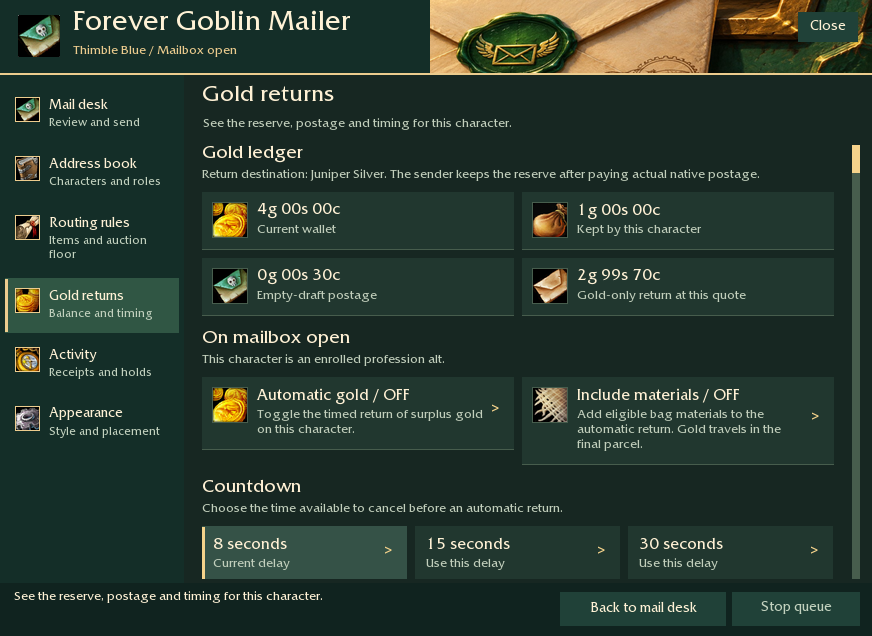 Forever Goblin Mailer
Thimble Blue / Mailbox open
Close
Mail desk
Review and send
Address book
Characters and roles
Routing rules
Items and auction
floor
Gold returns
Balance and timing
Activity
Receipts and holds
Appearance
Style and placement
Gold returns
See the reserve, postage and timing for this character.
Gold ledger
Return destination: Juniper Silver. The sender keeps the reserve after paying actual native postage.
4g 00s 00c
Current wallet
1g 00s 00c
Kept by this character
0g 00s 30c
Empty-draft postage
2g 99s 70c
Gold-only return at this quote
On mailbox open
This character is an enrolled profession alt.
Automatic gold / OFF
Toggle the timed return of surplus gold
on this character.
>
Include materials / OFF
Add eligible bag materials to the
automatic return. Gold travels in the
final parcel.
>
Countdown
Choose the time available to cancel before an automatic return.
8 seconds
Current delay
>
15 seconds
Use this delay
>
30 seconds
Use this delay
>
See the reserve, postage and timing for this character.
Back to mail desk
Stop queue